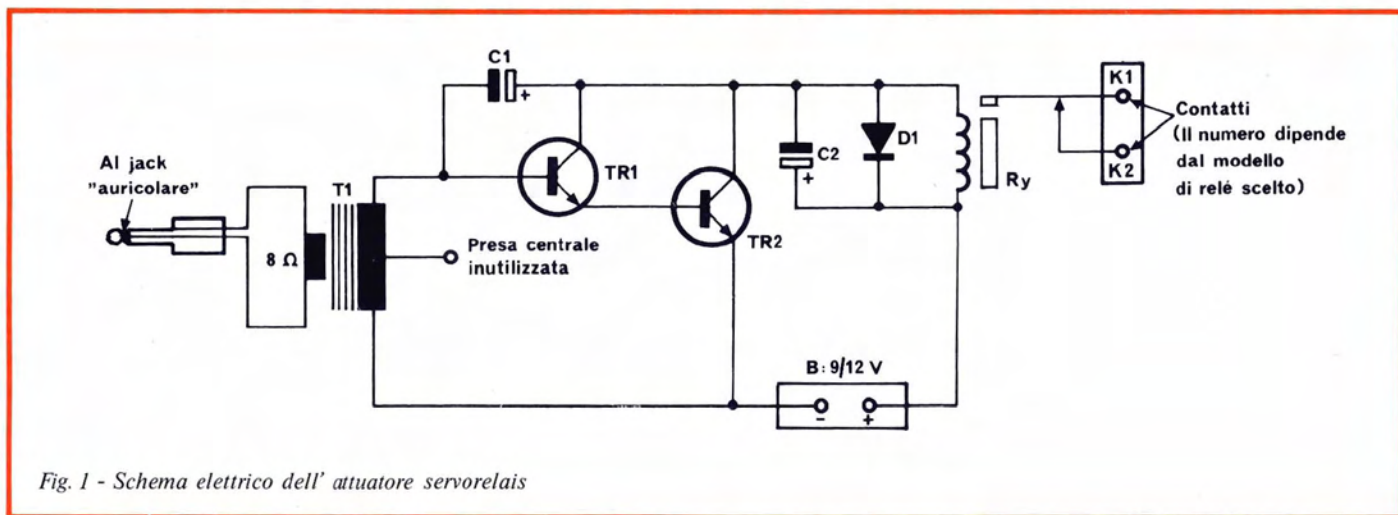 C1
+
Al jack
"auricolare"
T1
8 Ω
Presa centrale
inutilizzata
TR1
TR2
C2
+
D1
Ry
K1
K2
Contatti
(Il numero dipende
dal modello
di relé scelto)
B: 9/12 V
- +
Fig. 1 - Schema elettrico dell' attuatore servorelais